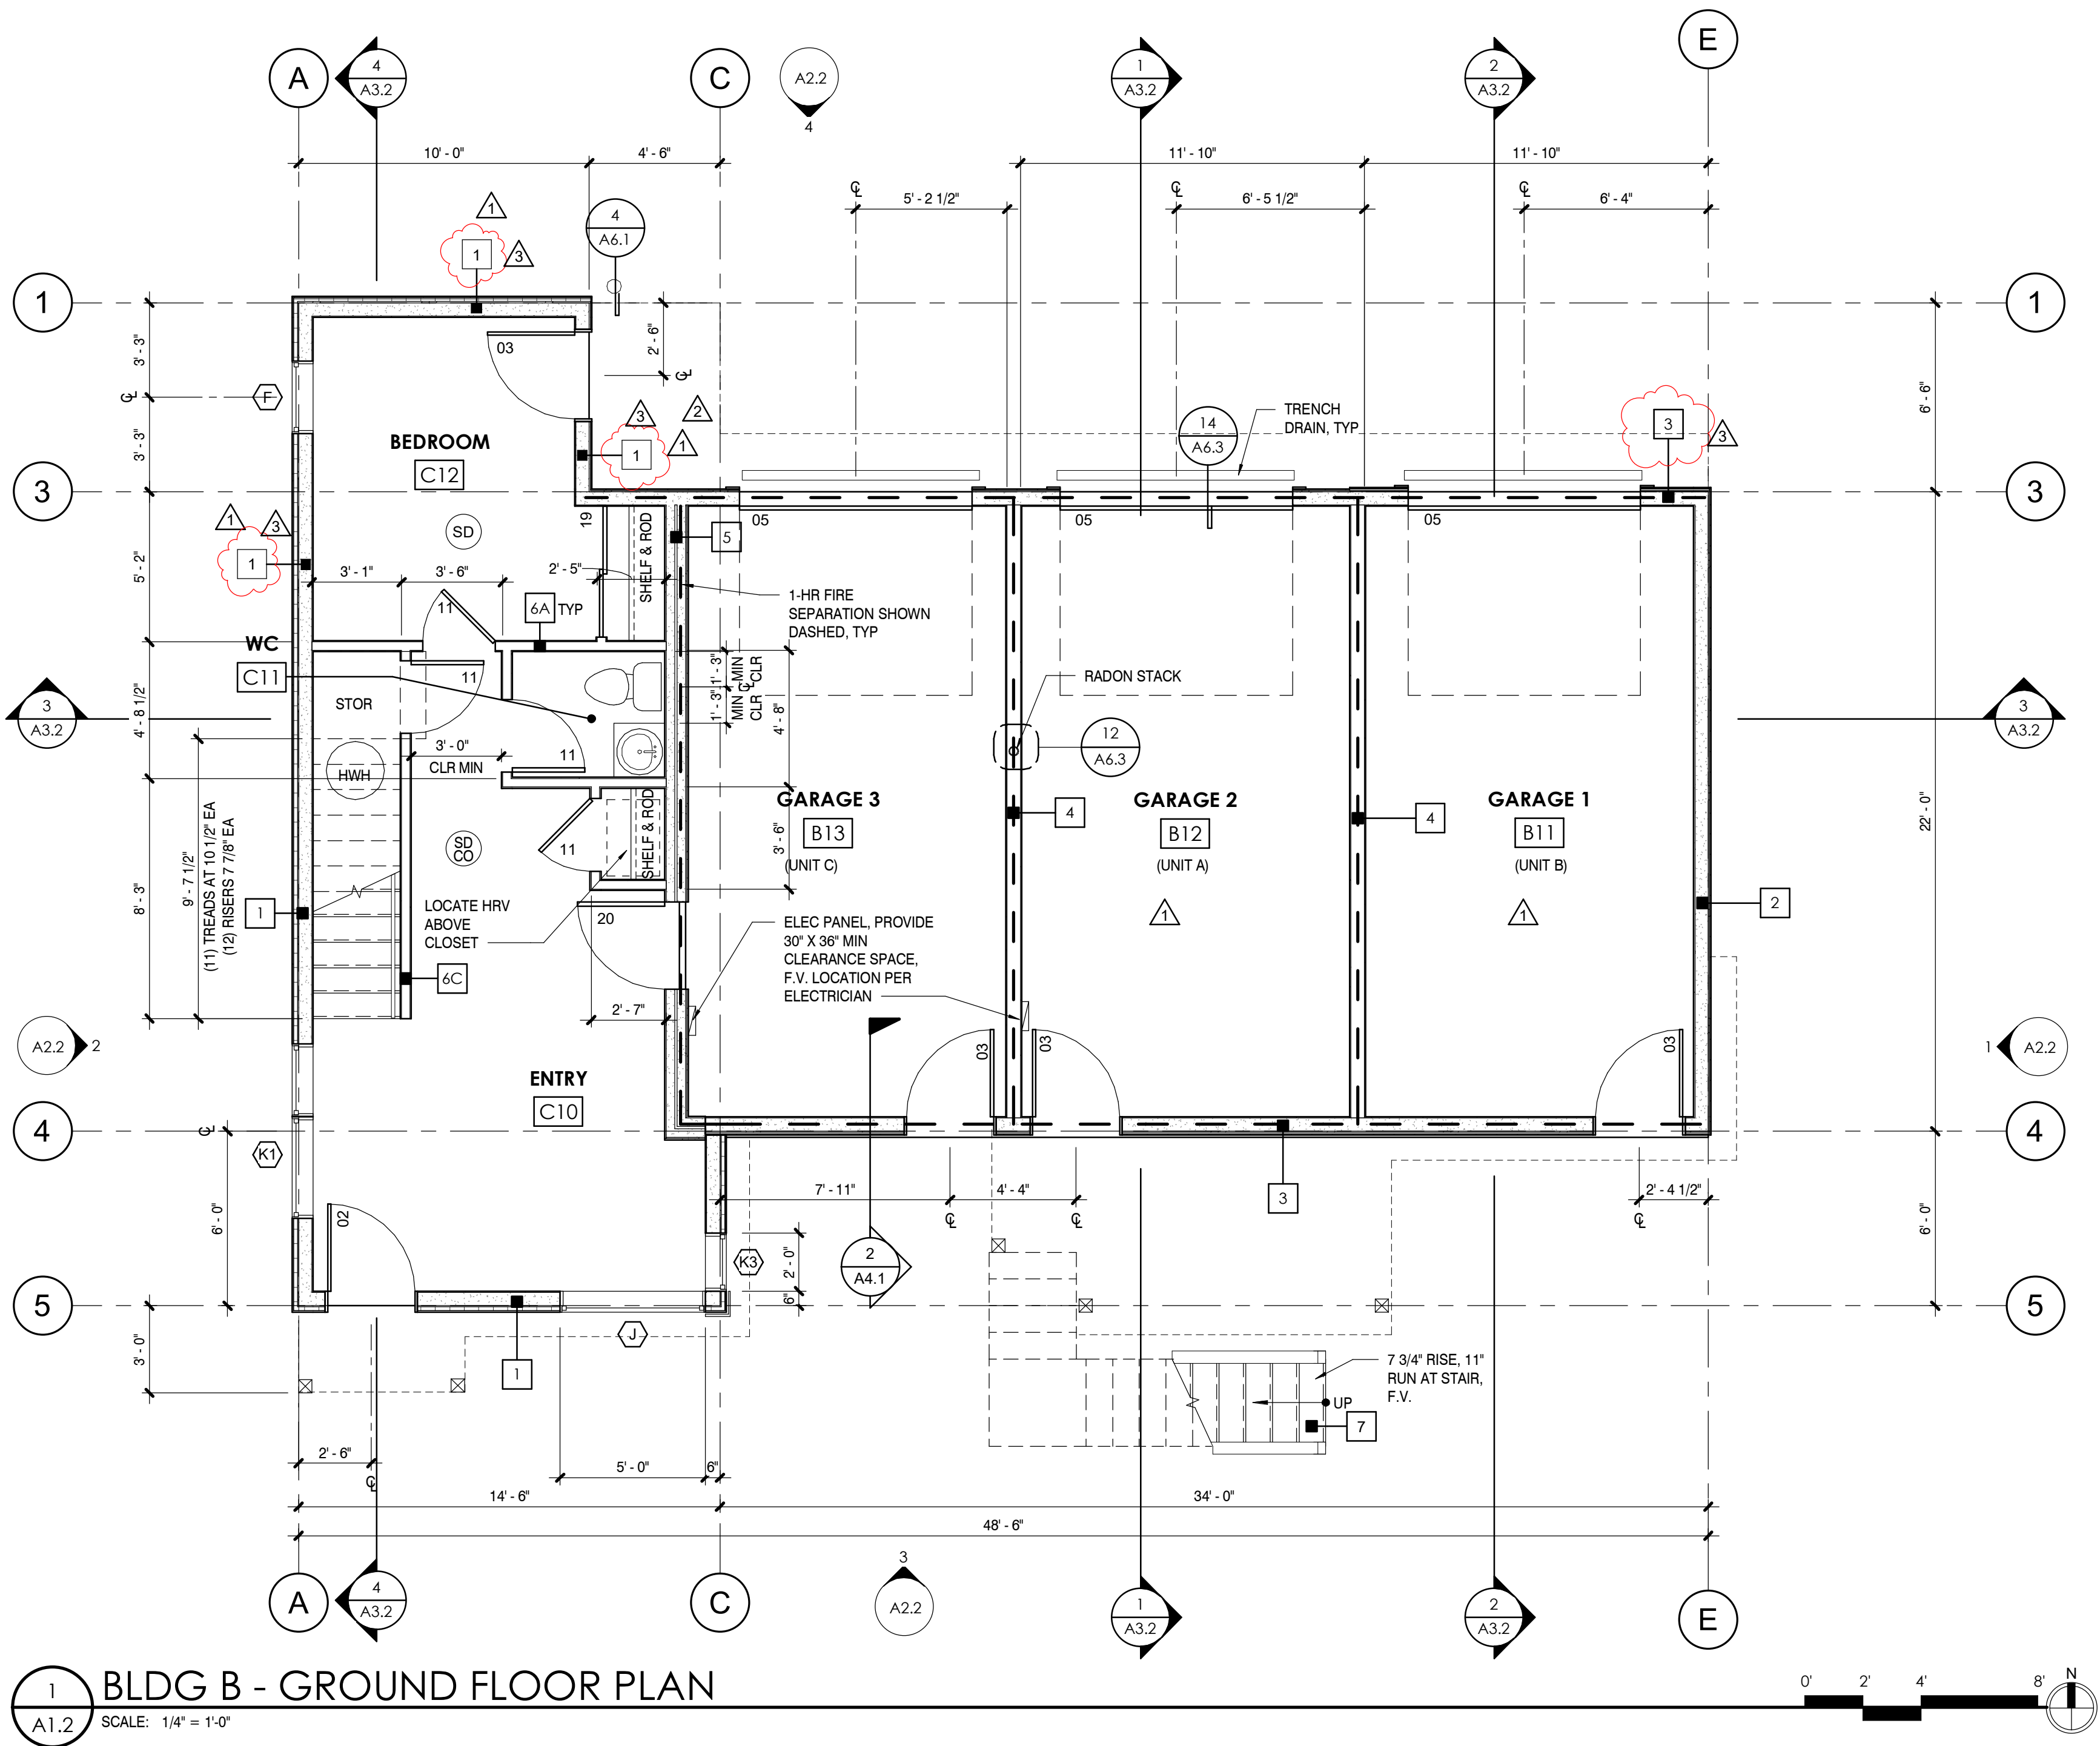 A
4
A3.2
C
A2.2
4
1
A3.2
2
A3.2
E
10' - 0"
4' - 6"
11' - 10"
11' - 10"
5' - 2 1/2"
6' - 5 1/2"
6' - 4"
1
1
3
4
A6.1
1
1
3' - 3"
2' - 6"
F
03
3' - 3"
6' - 6"
BEDROOM
C12
3
2
1
1
14
A6.3
TRENCH
DRAIN, TYP
3
3
3
3
1
3
1
SD
19
SHELF & ROD
5
05
05
05
5' - 2"
3' - 1"
3' - 6"
2' - 5"
11
6A TYP
1-HR FIRE
SEPARATION SHOWN
DASHED, TYP
WC
C11
STOR
11
1' - 3"
MIN
CLR
1' - 3"
MIN
CLR
4' - 8"
RADON STACK
3
A3.2
3
A3.2
4' - 8 1/2"
3' - 0"
CLR MIN
HWH
11
12
A6.3
GARAGE 3
B13
(UNIT C)
4
GARAGE 2
B12
(UNIT A)
1
4
GARAGE 1
B11
(UNIT B)
1
22' - 0"
SD
CO
11
SHELF & ROD
3' - 6"
9' - 7 1/2"
(11) TREADS AT 10 1/2" EA
(12) RISERS 7 7/8" EA
8' - 3"
1
2
LOCATE HRV
ABOVE
CLOSET
20
6C
ELEC PANEL, PROVIDE
30" X 36" MIN
CLEARANCE SPACE,
F.V. LOCATION PER
ELECTRICIAN
2' - 7"
A2.2
2
ENTRY
C10
03
03
03
1
A2.2
4
4
K1
6' - 0"
02
7' - 11"
4' - 4"
3
2' - 4 1/2"
6' - 0"
K3
2' - 0"
6"
2
A4.1
5
5
1
J
3' - 0"
7 3/4" RISE, 11"
RUN AT STAIR,
F.V.
UP
7
2' - 6"
5' - 0"
6"
14' - 6"
34' - 0"
48' - 6"
A
4
A3.2
C
3
A2.2
1
A3.2
2
A3.2
E
1
A1.2
BLDG B - GROUND FLOOR PLAN
SCALE: 1/4" = 1'-0"
0'
2'
4'
8'
N